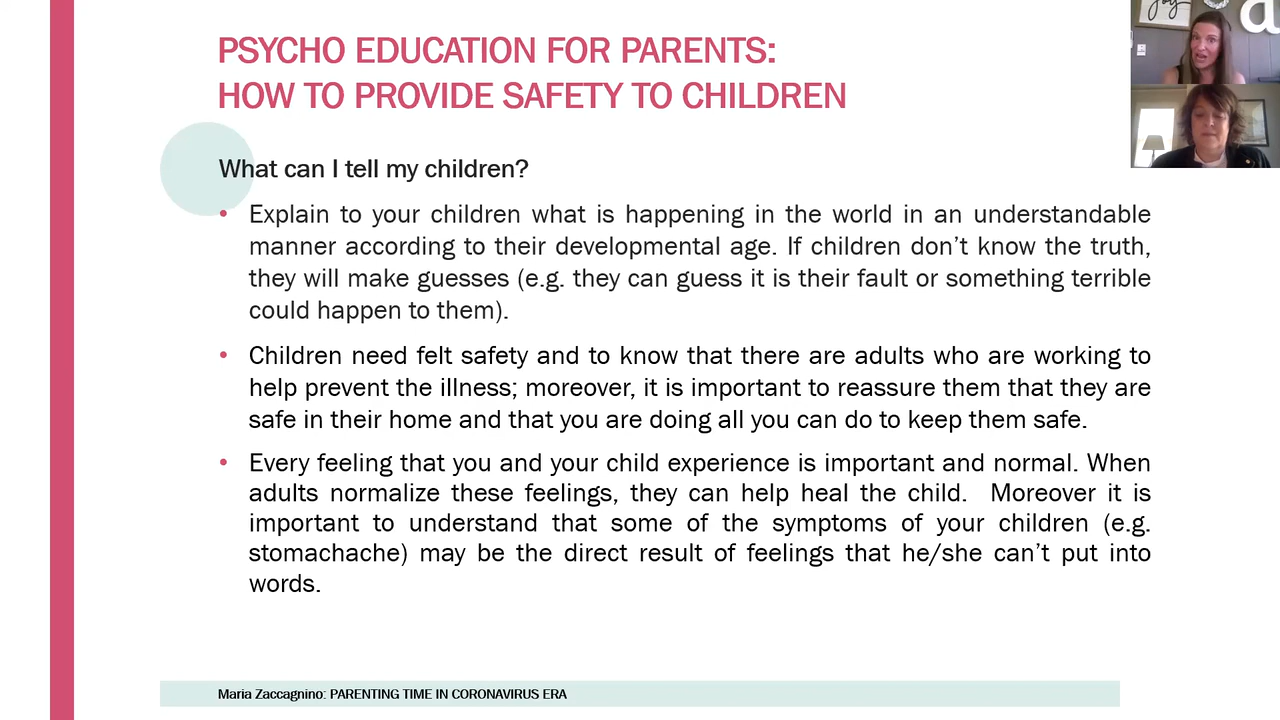 PSYCHO EDUCATION FOR PARENTS:
HOW TO PROVIDE SAFETY TO CHILDREN
What can I tell my children?
• Explain to your children what is happening in the world in an understandable
manner according to their developmental age. If children don’t know the truth,
they will make guesses (e.g. they can guess it is their fault or something terrible
could happen to them).
• Children need felt safety and to know that there are adults who are working to
help prevent the illness; moreover, it is important to reassure them that they are
safe in their home and that you are doing all you can do to keep them safe.
• Every feeling that you and your child experience is important and normal. When
adults normalize these feelings, they can help heal the child. Moreover it is
important to understand that some of the symptoms of your children (e.g.
stomachache) may be the direct result of feelings that he/she can’t put into
words.
Maria Zaccagnino: PARENTING TIME IN CORONAVIRUS ERA
joy
a